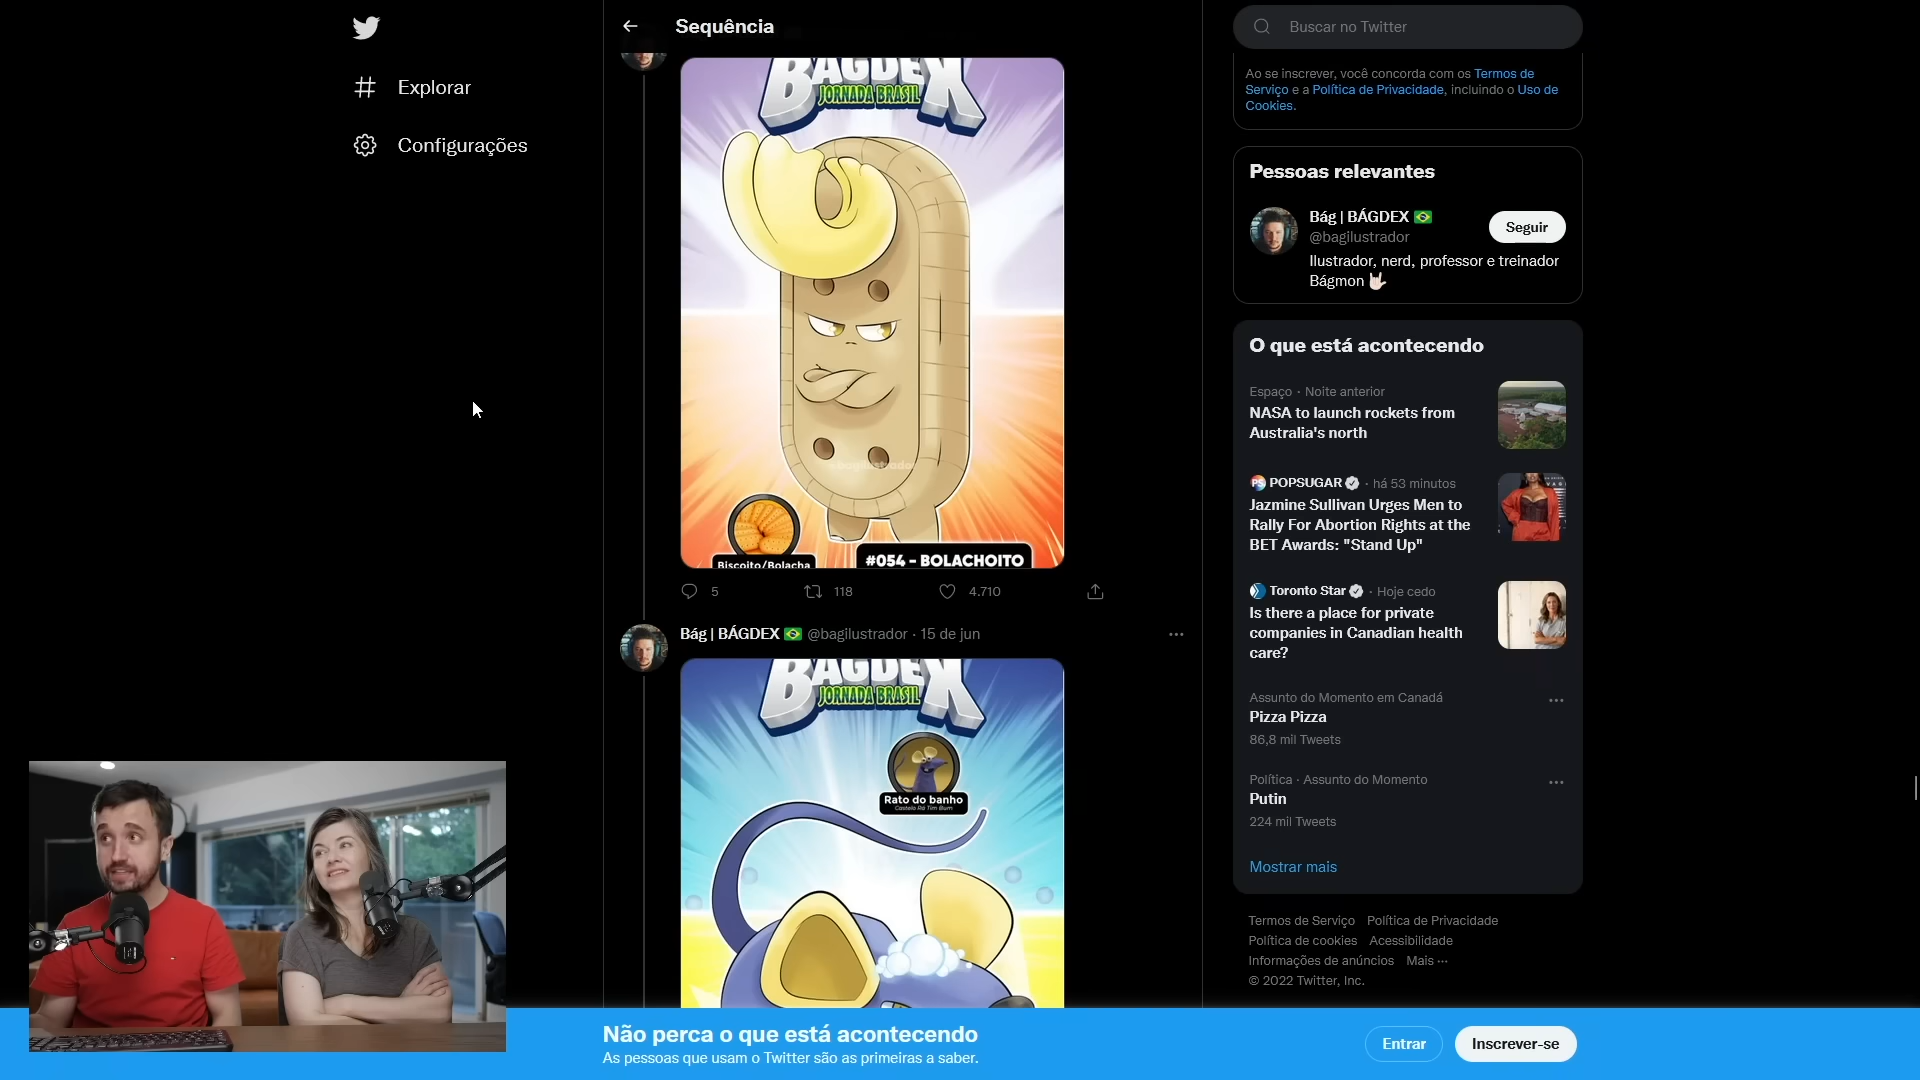 Explorar
Configurações
Sequência
BAGDEX
JORNADA BRASIL
@bagilustrador
Biscoito/Bolacha
#054 - BOLACHOITO
5
118
4.710
Bág | BÁGDEX @bagilustrador · 15 de jun
BAGDEX
JORNADA BRASIL
Rato do banho
Castelo Rá Tim Bum
Buscar no Twitter
Ao se inscrever, você concorda com os Termos de
Serviço e a Política de Privacidade, incluindo o Uso de
Cookies.
Pessoas relevantes
Bág | BÁGDEX
@bagilustrador
Seguir
Ilustrador, nerd, professor e treinador
Bágmon
O que está acontecendo
Espaço · Noite anterior
NASA to launch rockets from
Australia's north
PS POPSUGAR · há 53 minutos
Jazmine Sullivan Urges Men to
Rally For Abortion Rights at the
BET Awards: "Stand Up"
Toronto Star · Hoje cedo
Is there a place for private
companies in Canadian health
care?
Assunto do Momento em Canadá
Pizza Pizza
86,8 mil Tweets
Política · Assunto do Momento
Putin
224 mil Tweets
Mostrar mais
Termos de Serviço Política de Privacidade
Política de cookies Acessibilidade
Informações de anúncios Mais ···
© 2022 Twitter, Inc.
Não perca o que está acontecendo
As pessoas que usam o Twitter são as primeiras a saber.
Entrar
Inscrever-se